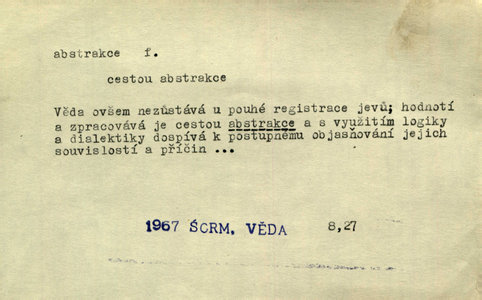 abstrakce f.
cestou abstrakce
Věda ovšem nezůstává u pouhé registrace jevů; hodnotí
a zpracovává je cestou abstrakce a s využitím logiky
a dialektiky dospívá k postupnému objasňování jejich
souvislostí a příčin ...
1967 ŠCRM, VĚDA 8,27